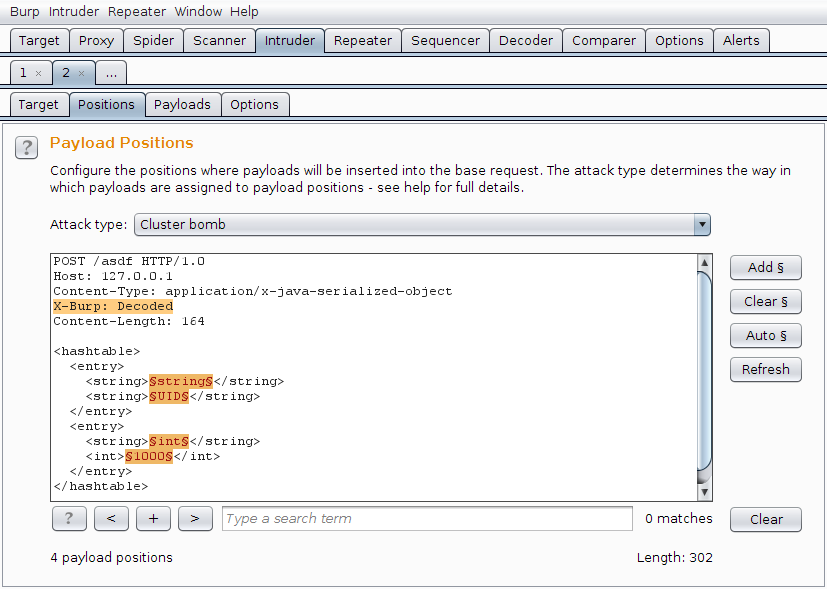 Burp Intruder Repeater Window Help
Target Proxy Spider Scanner Intruder Repeater Sequencer Decoder Comparer Options Alerts
1 × 2 × ...
Target Positions Payloads Options
? Payload Positions
Configure the positions where payloads will be inserted into the base request. The attack type determines the way in
which payloads are assigned to payload positions - see help for full details.
Attack type: Cluster bomb
POST /asdf HTTP/1.0
Host: 127.0.0.1
Content-Type: application/x-java-serialized-object
X-Burp: Decoded
Content-Length: 164
<hashtable>
  <entry>
    <string>§string§</string>
    <string>§UID§</string>
  </entry>
  <entry>
    <string>§int§</string>
    <int>§1000§</int>
  </entry>
</hashtable>
Add §
Clear §
Auto §
Refresh
? < + > Type a search term 0 matches Clear
4 payload positions Length: 302